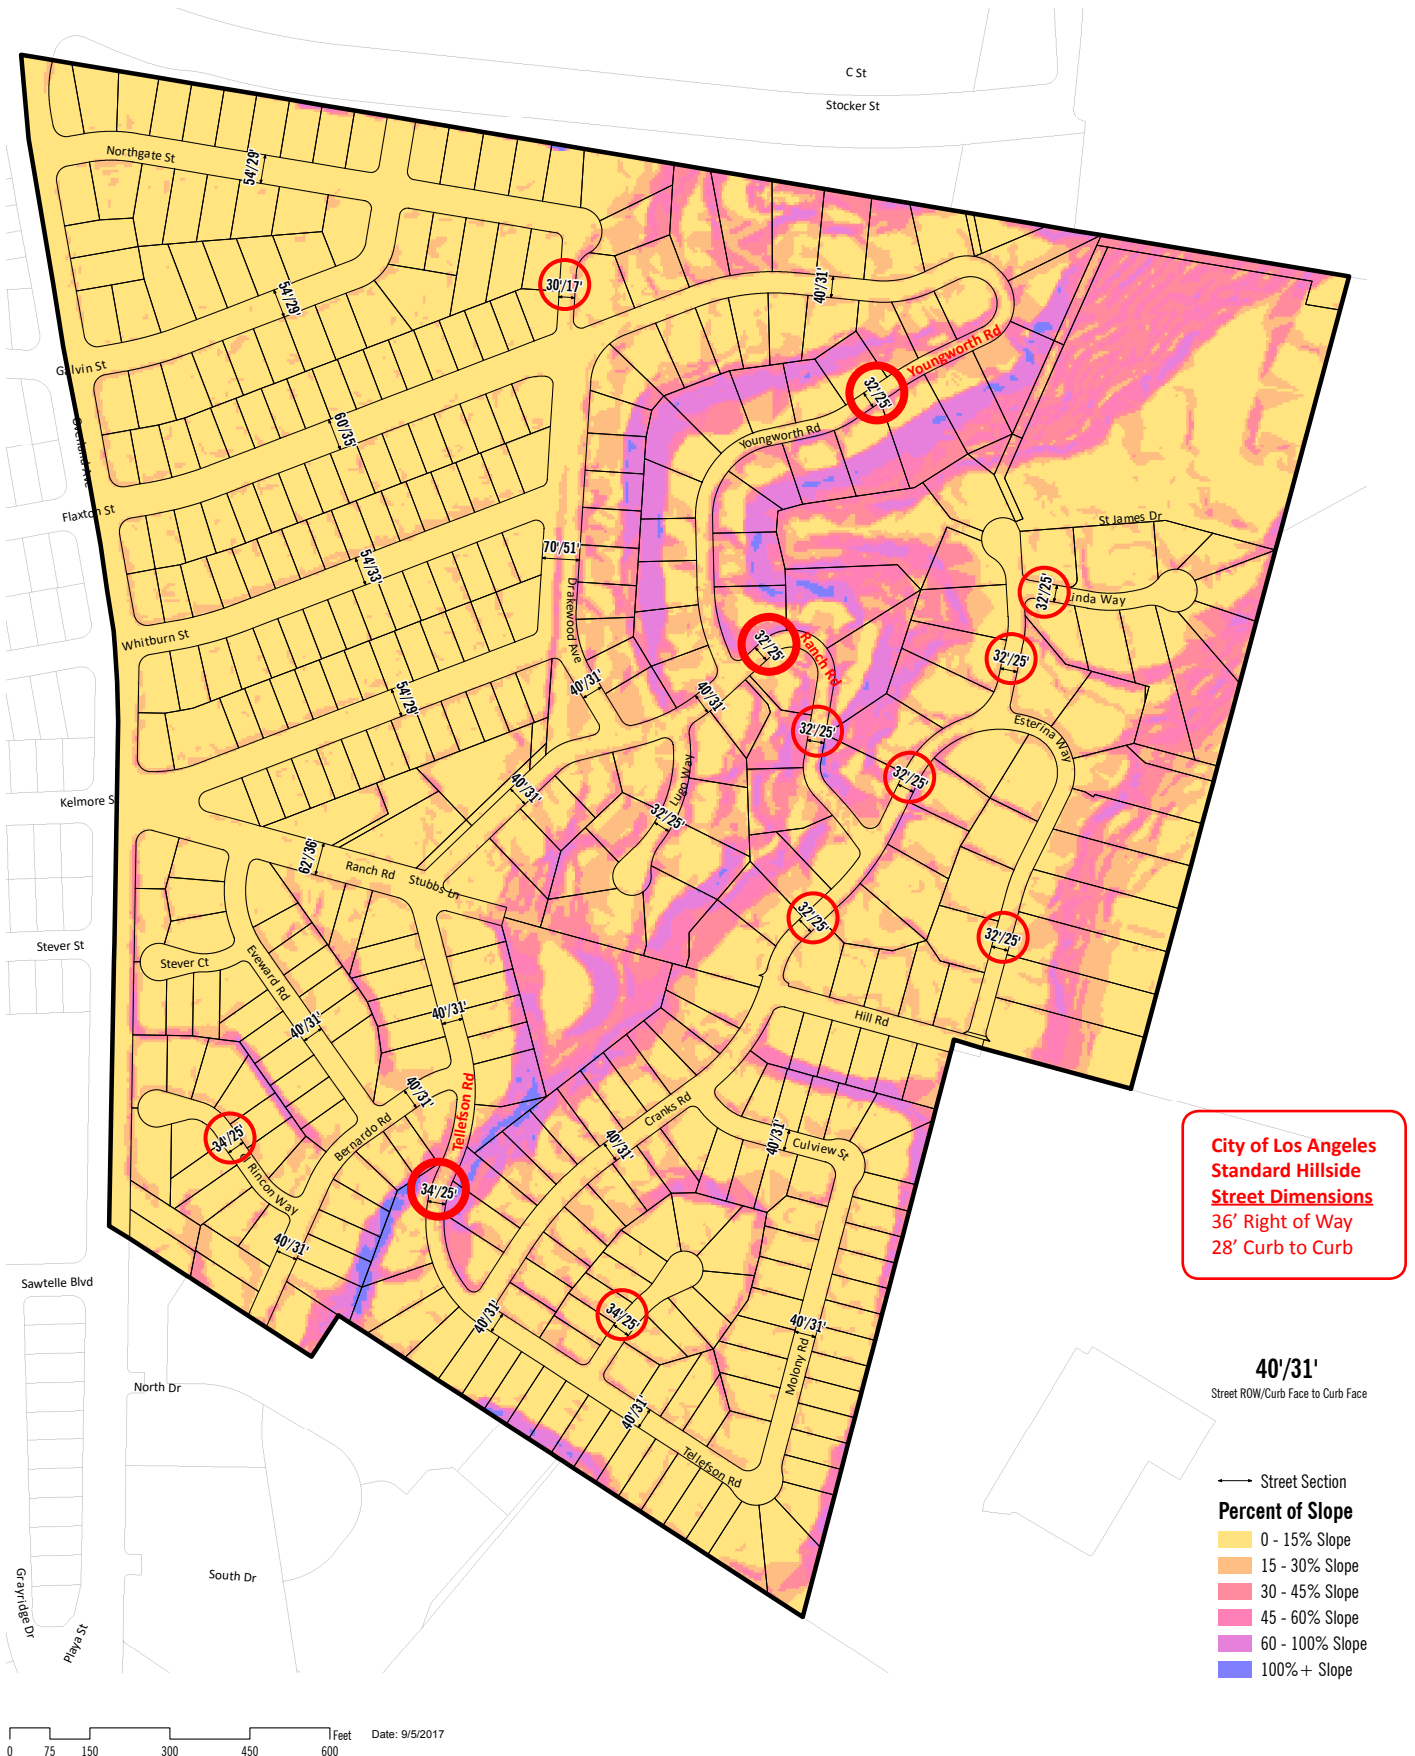 C St
Stocker St
Northgate St
54'/29'
54'/29'
30'/17'
40'/31'
Youngworth Rd
Galvin St
32'/25'
Overland Ave
60'/35'
Youngworth Rd
Flaxton St
St James Dr
70'/51'
54'/33'
32'/25'
Linda Way
Drakewood Ave
Whitburn St
32'/25'
Ranch Rd
32'/25'
40'/31'
40'/31'
54'/29'
32'/25'
Esterina Way
Lugo Way
32'/25'
40'/31'
Kelmore S
32'/25'
62'/36'
Ranch Rd
Stubbs Ln
32'/25'
32'/25'
Stever St
Stever Ct
Eveward Rd
40'/31'
40'/31'
Hill Rd
40'/31'
Tellefson Rd
Cranks Rd
34'/25'
Bernardo Rd
40'/31'
40'/31'
Culview St
Rincon Way
34'/25'
40'/31'
City of Los Angeles
Standard Hillside
Street Dimensions
36' Right of Way
28' Curb to Curb
Sawtelle Blvd
40'/31'
34'/25'
40'/31'
Molony Rd
40'/31'
Street ROW/Curb Face to Curb Face
North Dr
40'/31'
Tellefson Rd
Street Section
Percent of Slope
0 - 15% Slope
15 - 30% Slope
30 - 45% Slope
45 - 60% Slope
60 - 100% Slope
100%+ Slope
South Dr
Grayridge Dr
Playa St
0 75 150 300 450 600
Feet
Date: 9/5/2017